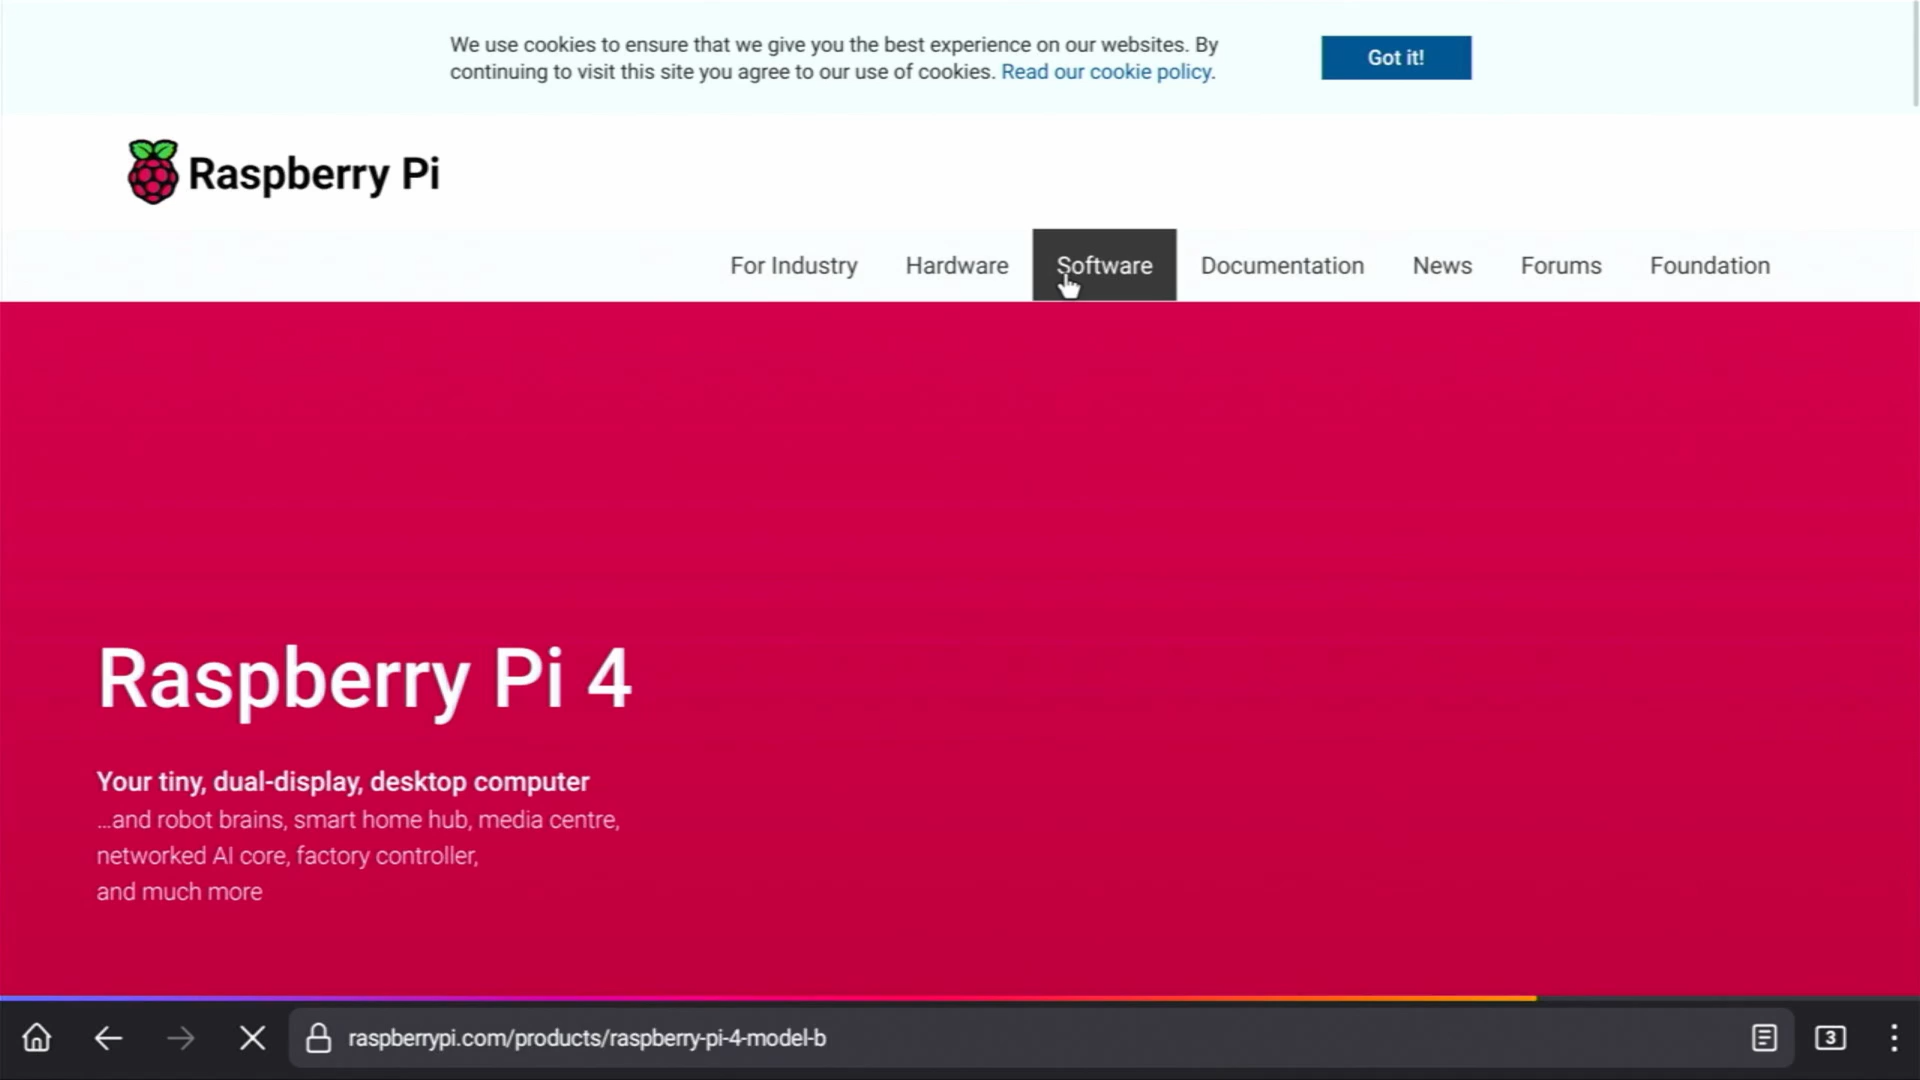 We use cookies to ensure that we give you the best experience on our websites. By
continuing to visit this site you agree to our use of cookies. Read our cookie policy.
Got it!
Raspberry Pi
For Industry
Hardware
Software
Documentation
News
Forums
Foundation
Raspberry Pi 4
Your tiny, dual-display, desktop computer
...and robot brains, smart home hub, media centre,
networked AI core, factory controller,
and much more
raspberrypi.com/products/raspberry-pi-4-model-b
3